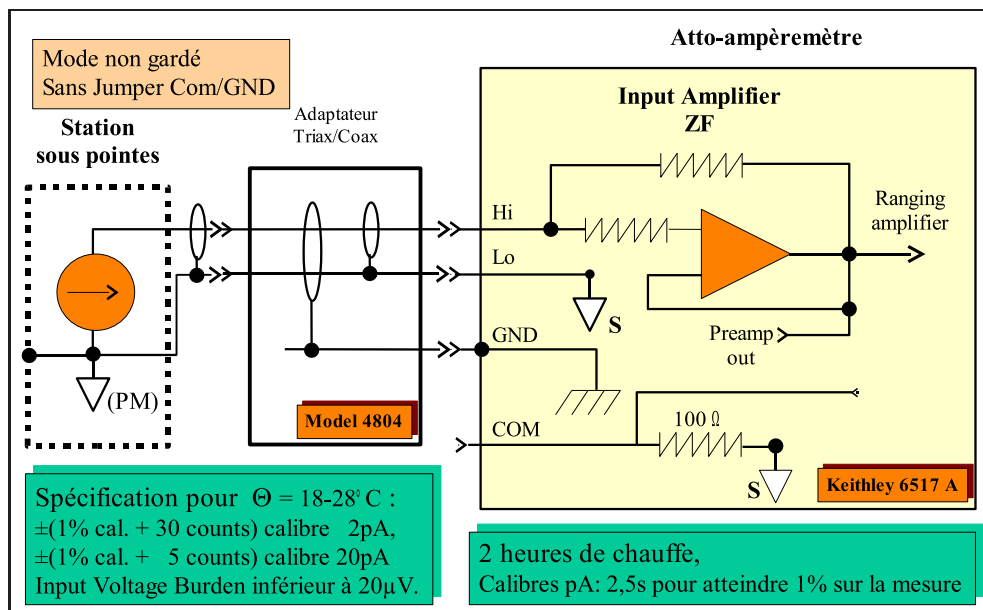 Mode non gardé
Sans Jumper Com/GND
Atto-ampèremètre
Station
sous pointes
Adaptateur
Triax/Coax
Input Amplifier
ZF
Hi
Ranging
amplifier
Lo
S
GND
Preamp
out
(PM)
Model 4804
COM
100 Ω
S
Keithley 6517 A
Spécification pour Θ = 18-28° C :
±(1% cal. + 30 counts) calibre 2pA,
±(1% cal. + 5 counts) calibre 20pA
Input Voltage Burden inférieur à 20µV.
2 heures de chauffe,
Calibres pA: 2,5s pour atteindre 1% sur la mesure